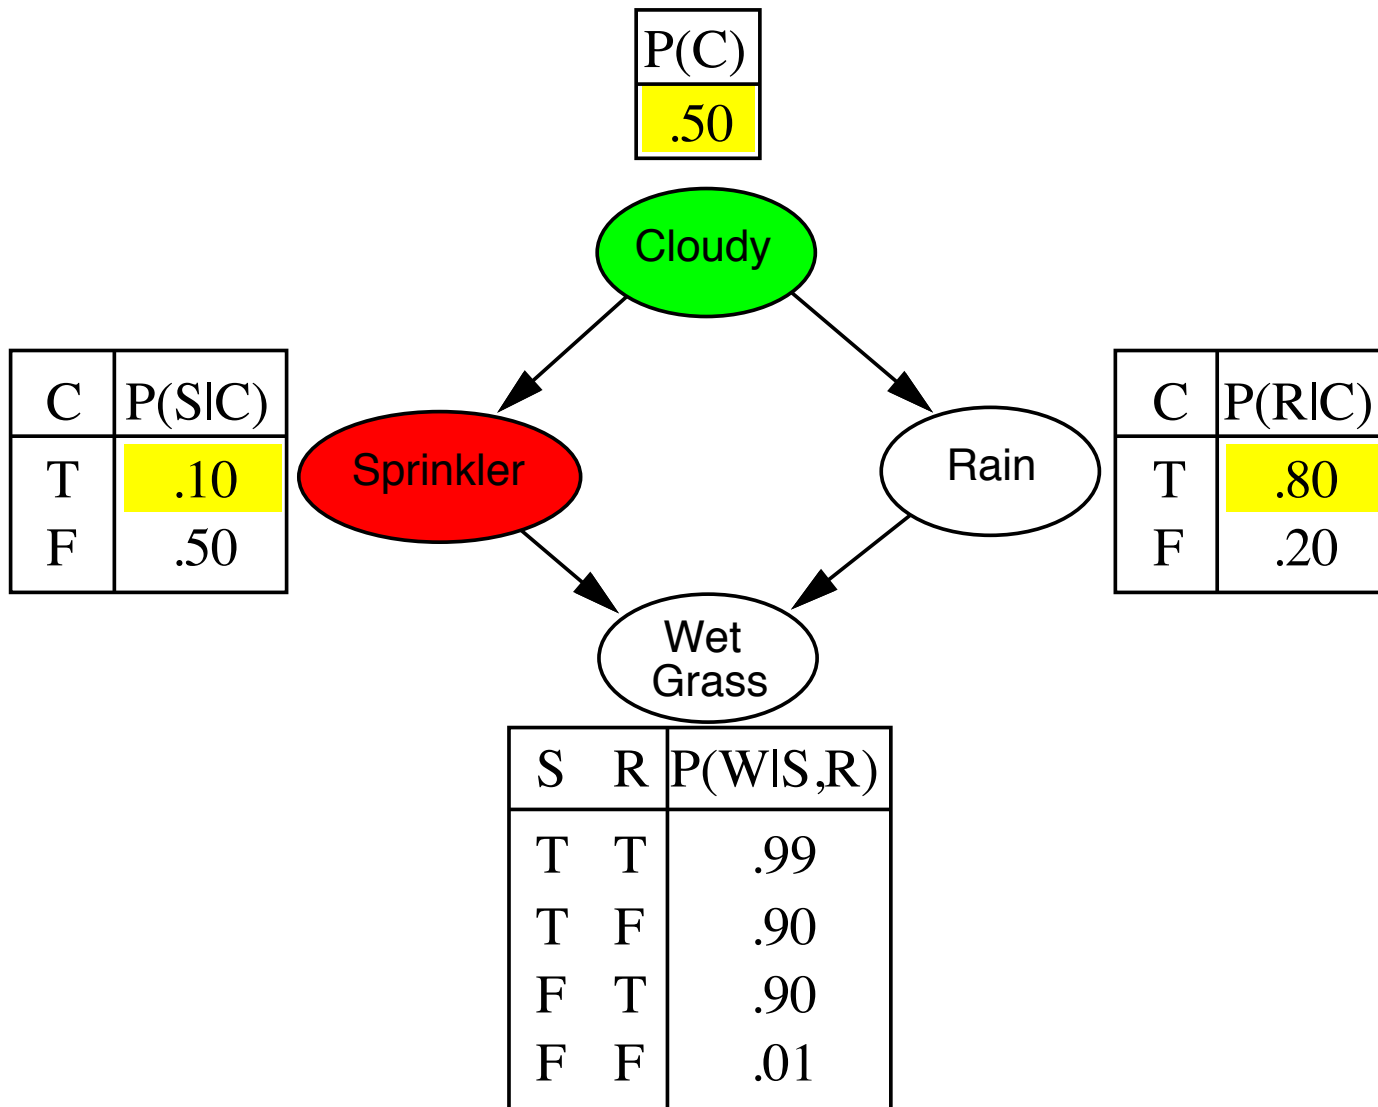 P(C)
.50
Cloudy
C P(S|C)
T .10
F .50
Sprinkler
Rain
C P(R|C)
T .80
F .20
Wet
Grass
S R P(W|S,R)
T T .99
T F .90
F T .90
F F .01